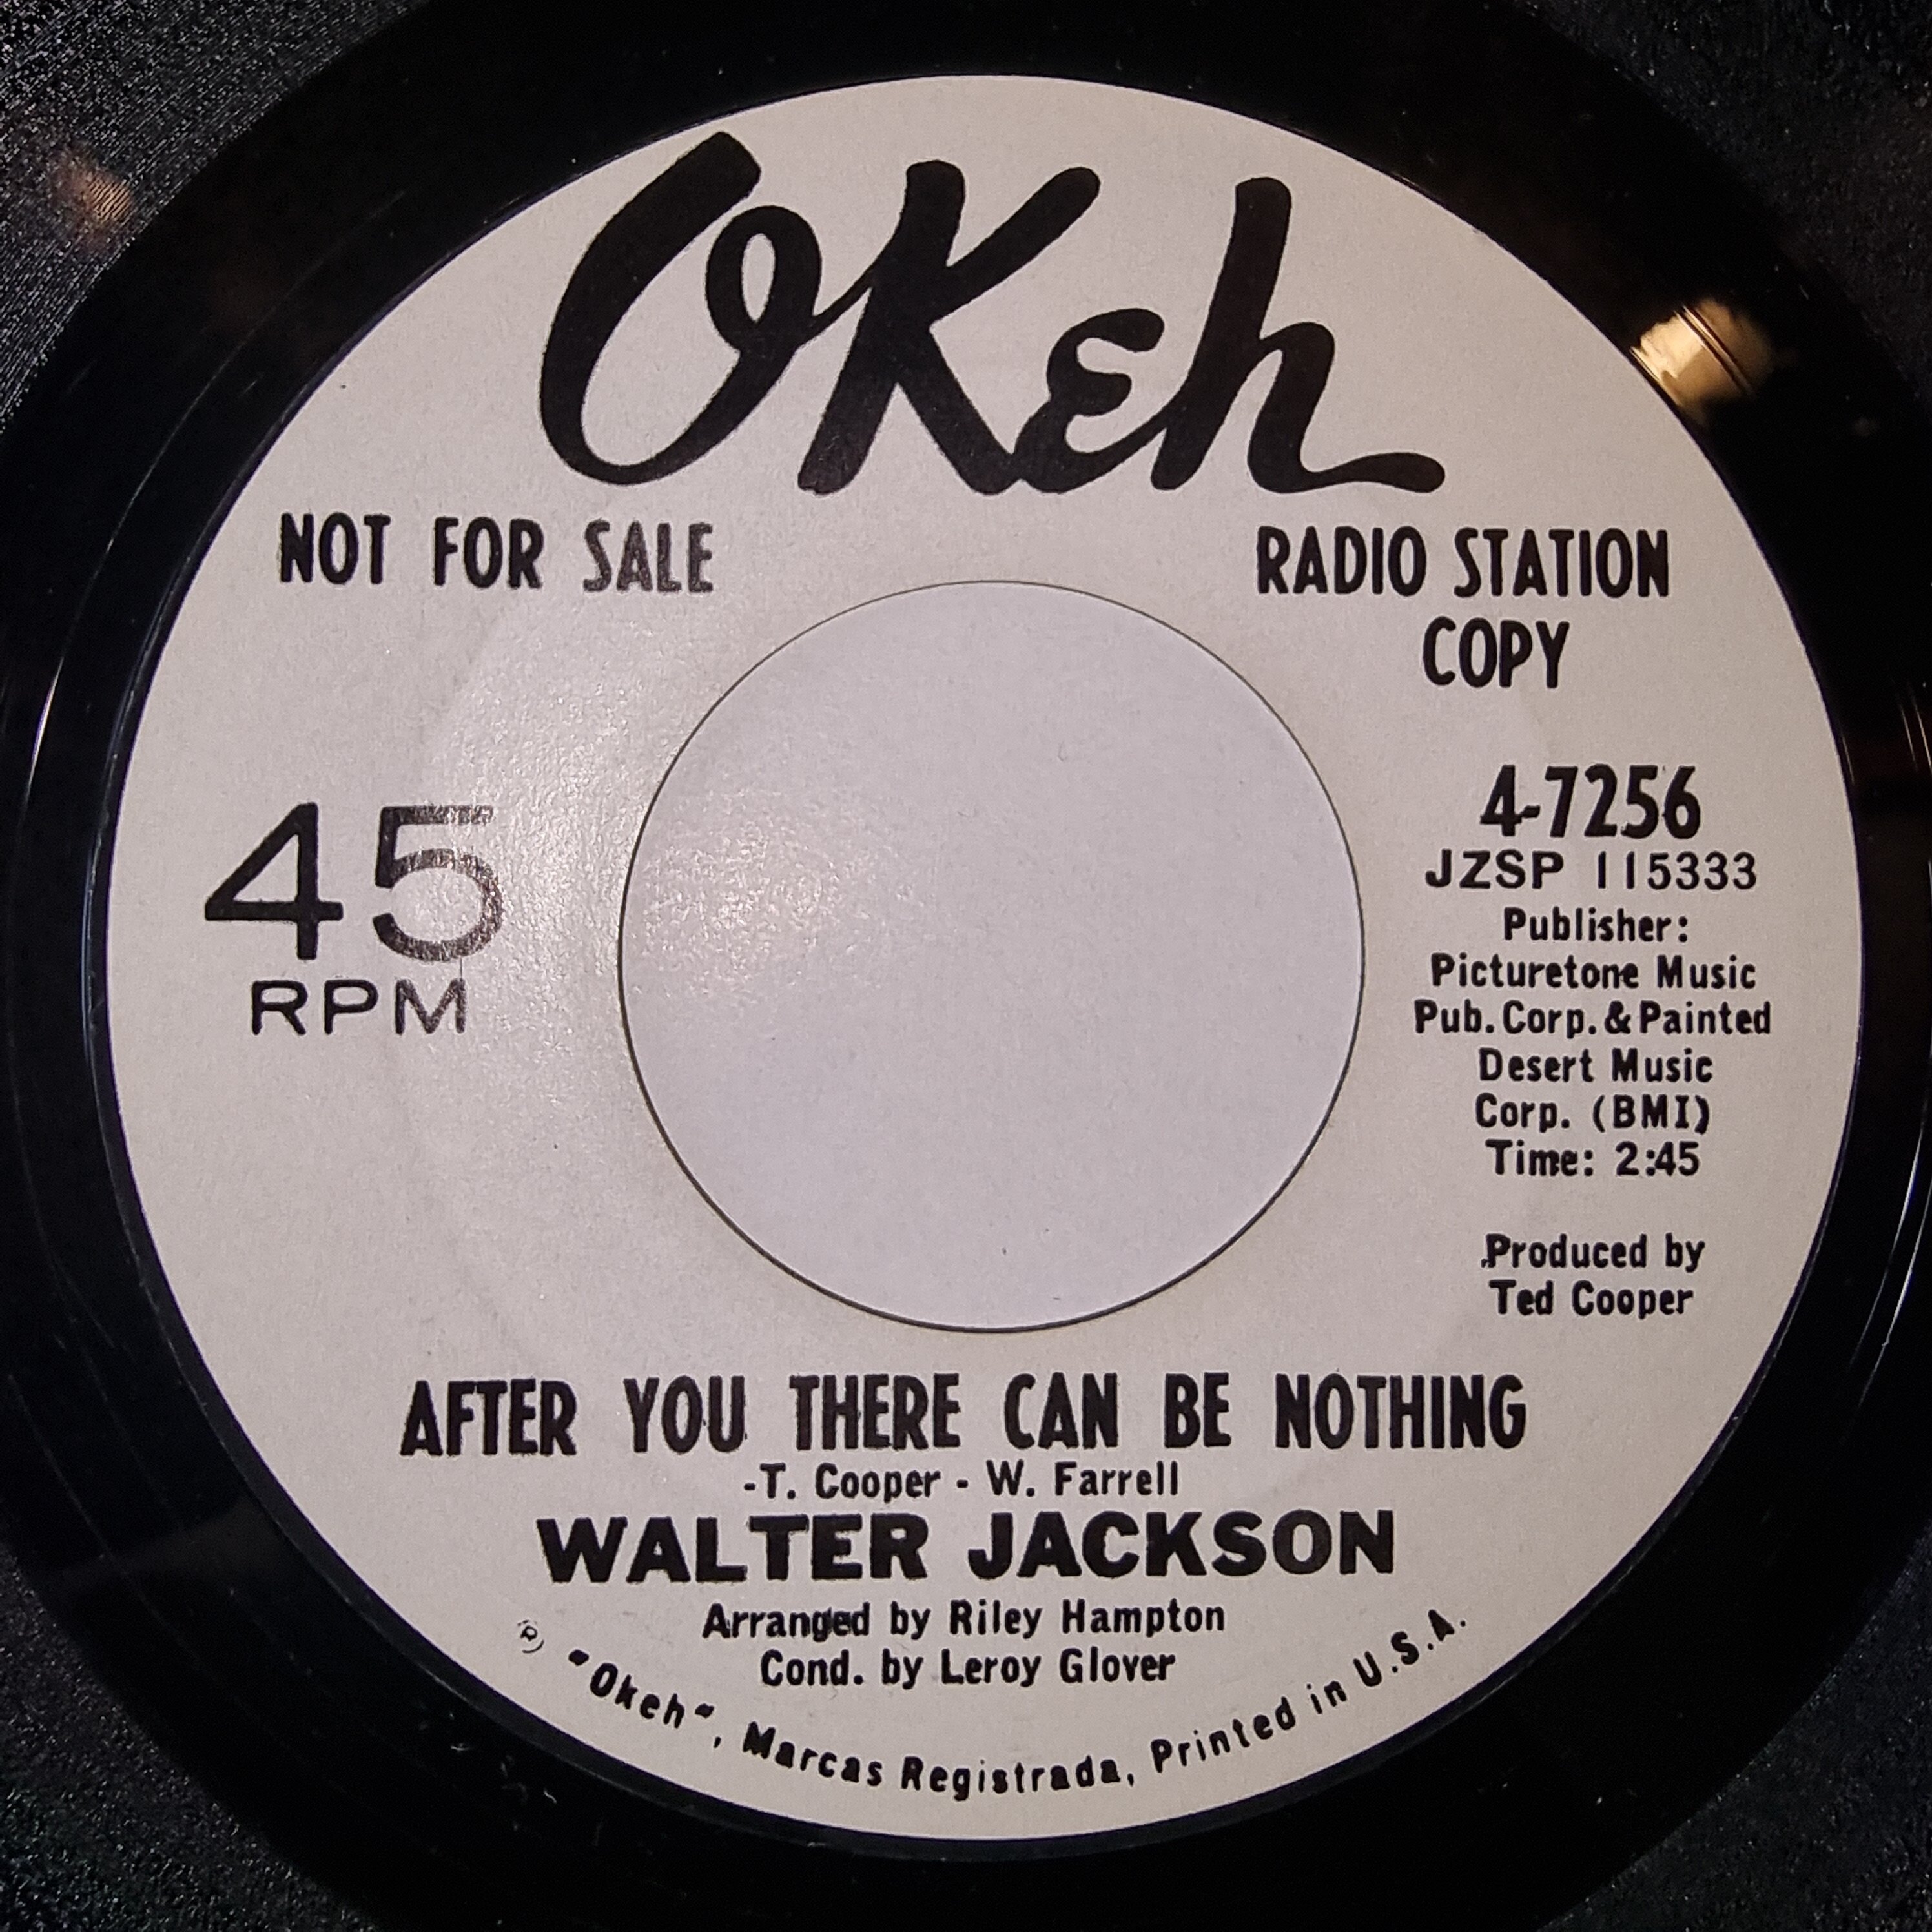 OKeh
NOT FOR SALE
RADIO STATION
COPY
45
RPM
4-7256
JZSP 115333
Publisher:
Picturetone Music
Pub. Corp. & Painted
Desert Music
Corp. (BMI)
Time: 2:45
Produced by
Ted Cooper
AFTER YOU THERE CAN BE NOTHING
-T. Cooper - W. Farrell
WALTER JACKSON
Arranged by Riley Hampton
Cond. by Leroy Glover
® "Okeh", Marcas Registrada, Printed in U.S.A.